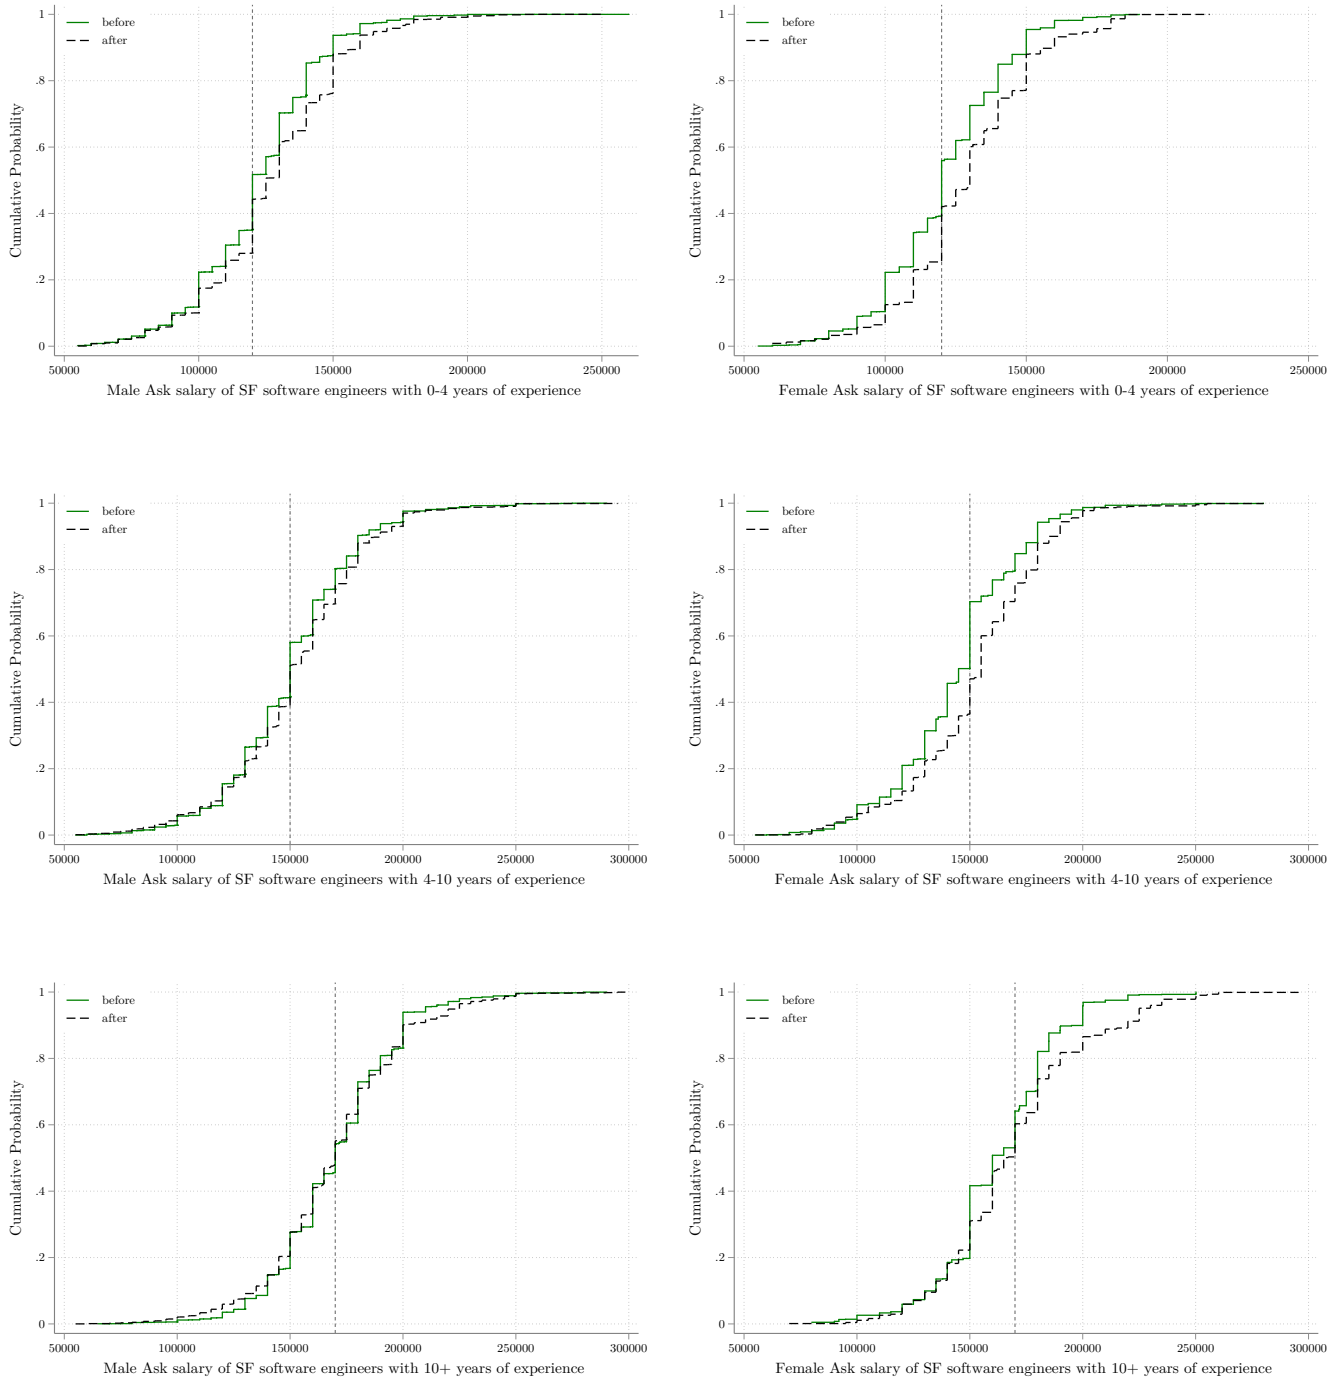 before
after
Cumulative Probability
1
.8
.6
.4
.2
0
50000 100000 150000 200000 250000
Male Ask salary of SF software engineers with 0-4 years of experience
before
after
Cumulative Probability
1
.8
.6
.4
.2
0
50000 100000 150000 200000 250000
Female Ask salary of SF software engineers with 0-4 years of experience
before
after
Cumulative Probability
1
.8
.6
.4
.2
0
50000 100000 150000 200000 250000 300000
Male Ask salary of SF software engineers with 4-10 years of experience
before
after
Cumulative Probability
1
.8
.6
.4
.2
0
50000 100000 150000 200000 250000 300000
Female Ask salary of SF software engineers with 4-10 years of experience
before
after
Cumulative Probability
1
.8
.6
.4
.2
0
50000 100000 150000 200000 250000 300000
Male Ask salary of SF software engineers with 10+ years of experience
before
after
Cumulative Probability
1
.8
.6
.4
.2
0
50000 100000 150000 200000 250000 300000
Female Ask salary of SF software engineers with 10+ years of experience